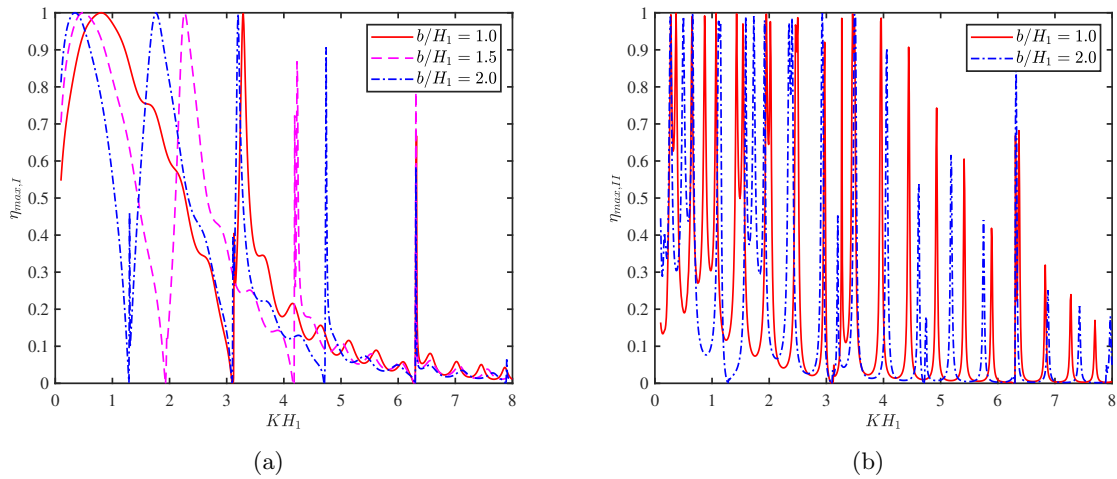 1
0.9
0.8
0.7
0.6
0.5
0.4
0.3
0.2
0.1
0
η_{max,I}
b/H₁ = 1.0
b/H₁ = 1.5
b/H₁ = 2.0
0 1 2 3 4 5 6 7 8
KH₁
(a)
1
0.9
0.8
0.7
0.6
0.5
0.4
0.3
0.2
0.1
0
η_{max,II}
b/H₁ = 1.0
b/H₁ = 2.0
0 1 2 3 4 5 6 7 8
KH₁
(b)